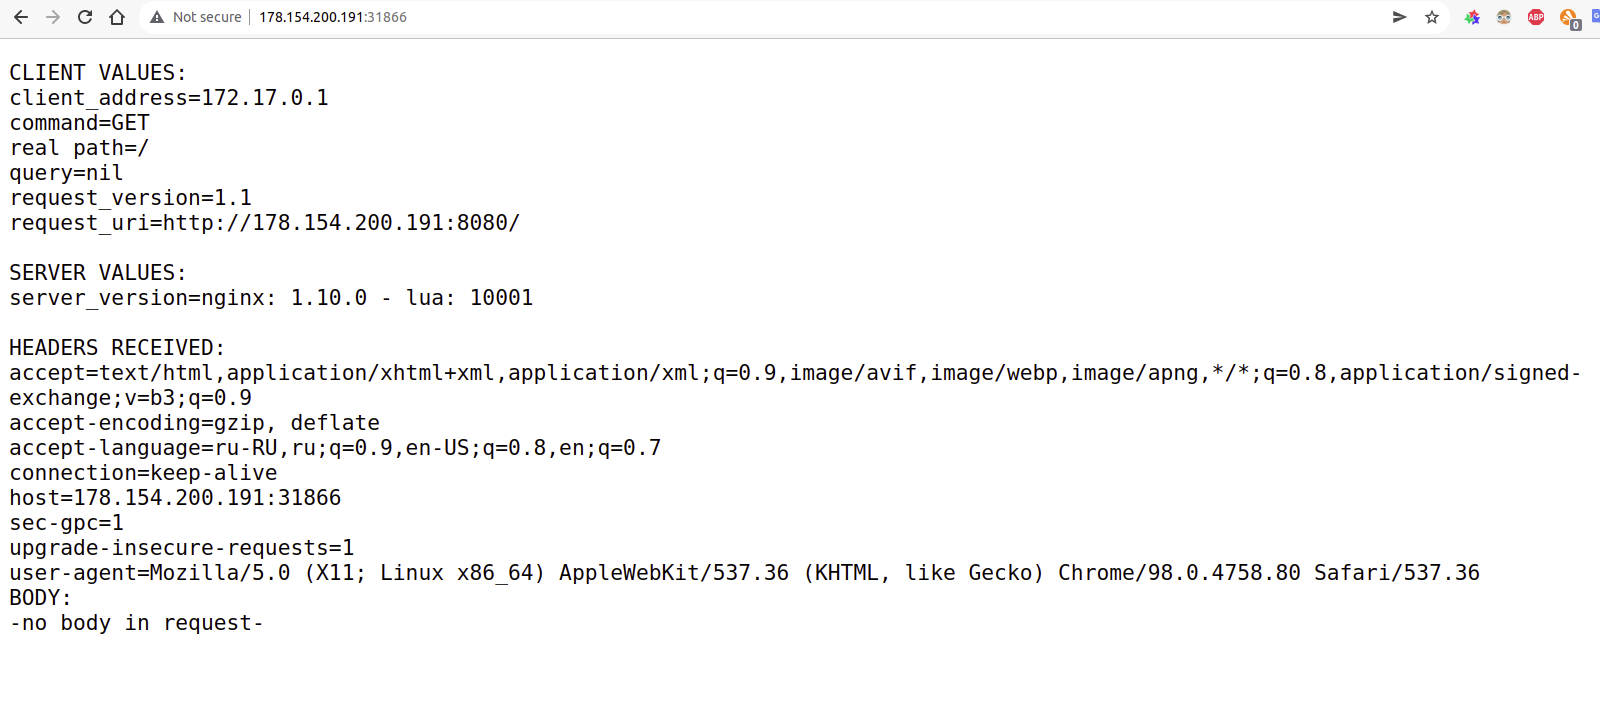 Not secure 178.154.200.191:31866
ABP
0
G
CLIENT VALUES:
client_address=172.17.0.1
command=GET
real path=/
query=nil
request_version=1.1
request_uri=http://178.154.200.191:8080/
SERVER VALUES:
server_version=nginx: 1.10.0 - lua: 10001
HEADERS RECEIVED:
accept=text/html,application/xhtml+xml,application/xml;q=0.9,image/avif,image/webp,image/apng,*/*;q=0.8,application/signed-
exchange;v=b3;q=0.9
accept-encoding=gzip, deflate
accept-language=ru-RU,ru;q=0.9,en-US;q=0.8,en;q=0.7
connection=keep-alive
host=178.154.200.191:31866
sec-gpc=1
upgrade-insecure-requests=1
user-agent=Mozilla/5.0 (X11; Linux x86_64) AppleWebKit/537.36 (KHTML, like Gecko) Chrome/98.0.4758.80 Safari/537.36
BODY:
-no body in request-